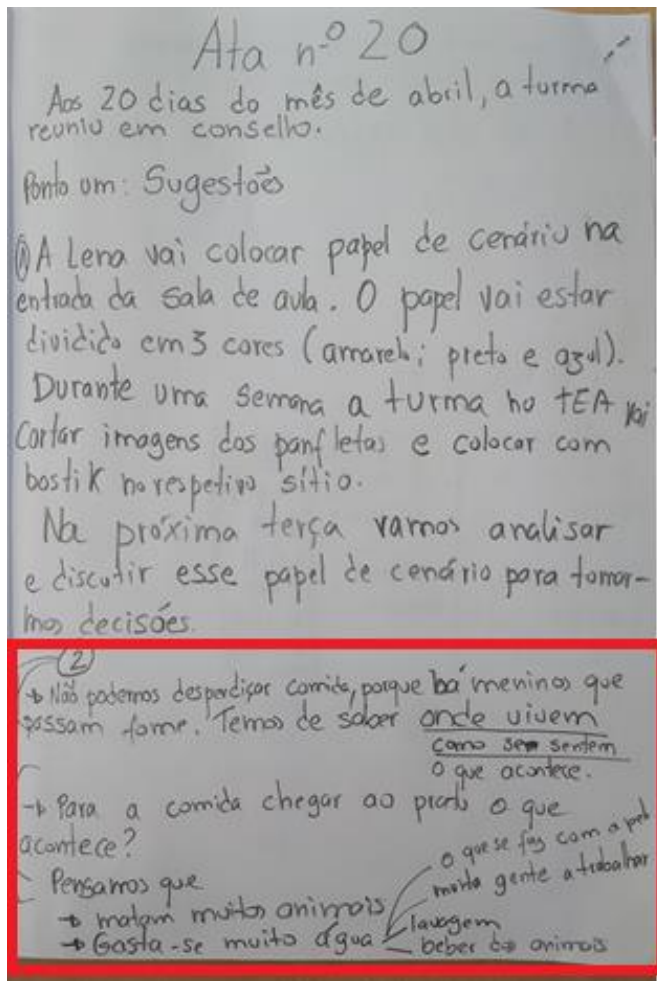 Ata nº 20
Aos 20 dias do mês de abril, a turma
reuniu em conselho.
Ponto um: Sugestões
① A Lena vai colocar papel de cenário na
entrada da sala de aula. O papel vai estar
dividido em 3 cores (amarelo; preto e azul).
Durante uma semana a turma no TEA vai
cortar imagens dos panfletos e colocar com
bostik no respetivo sítio.
Na próxima terça vamos analisar
e discutir esse papel de cenário para tomar-
mos decisões.
②
→ Não podemos desperdiçar comida, porque há meninos que
passam fome. Temos de saber onde vivem
como se sentem
o que acontece.
→ Para a comida chegar ao prato o que
acontece?
Pensamos que
→ matam muitos animais
→ Gasta-se muito água
o que se faz com a pel
muita gente a trabalhar
lavagem
beber dos animais